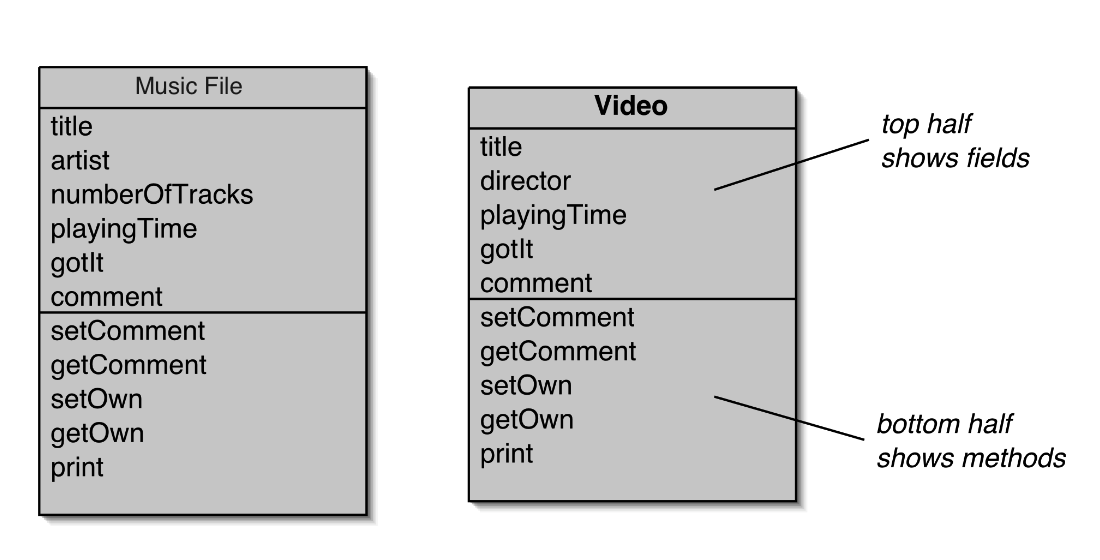 Music File
title
artist
numberOfTracks
playingTime
gotIt
comment
setComment
getComment
setOwn
getOwn
print
Video
title
director
playingTime
gotIt
comment
setComment
getComment
setOwn
getOwn
print
top half
shows fields
bottom half
shows methods